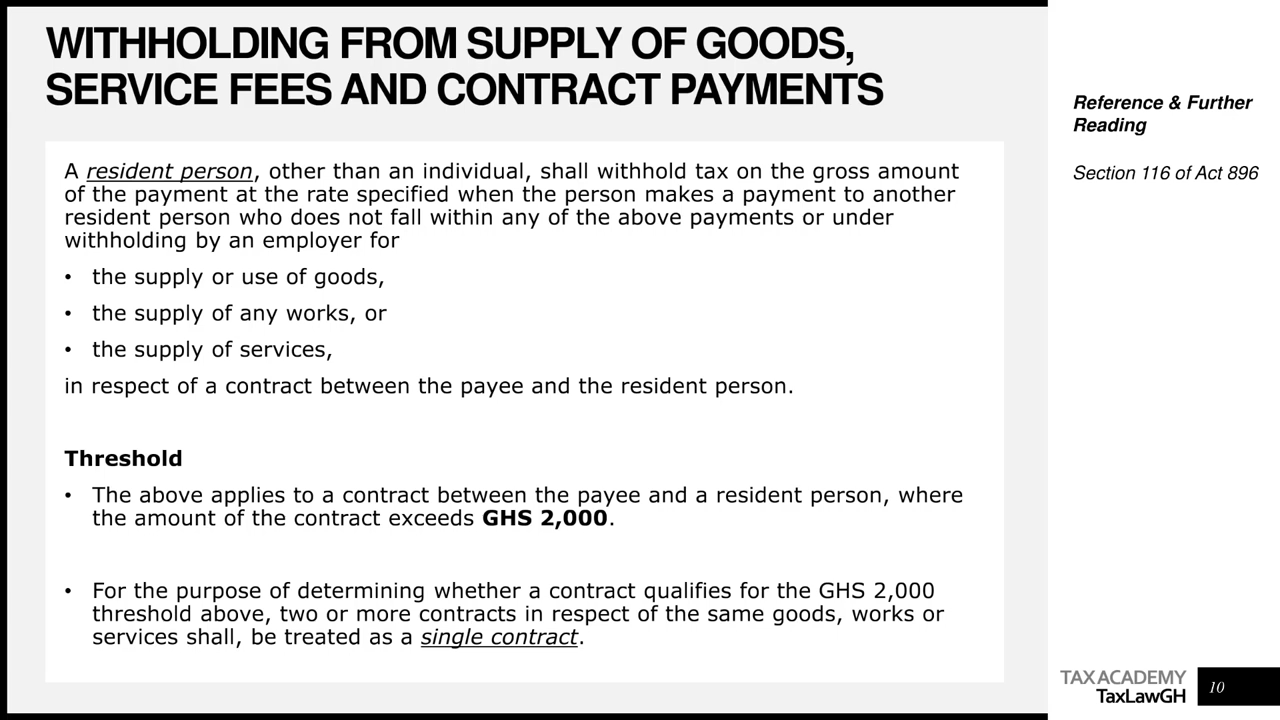 WITHHOLDING FROM SUPPLY OF GOODS,
SERVICE FEES AND CONTRACT PAYMENTS
A resident person, other than an individual, shall withhold tax on the gross amount
of the payment at the rate specified when the person makes a payment to another
resident person who does not fall within any of the above payments or under
withholding by an employer for
• the supply or use of goods,
• the supply of any works, or
• the supply of services,
in respect of a contract between the payee and the resident person.
Threshold
• The above applies to a contract between the payee and a resident person, where
the amount of the contract exceeds GHS 2,000.
• For the purpose of determining whether a contract qualifies for the GHS 2,000
threshold above, two or more contracts in respect of the same goods, works or
services shall, be treated as a single contract.
Reference & Further
Reading
Section 116 of Act 896
TAX ACADEMY
TaxLawGH
10